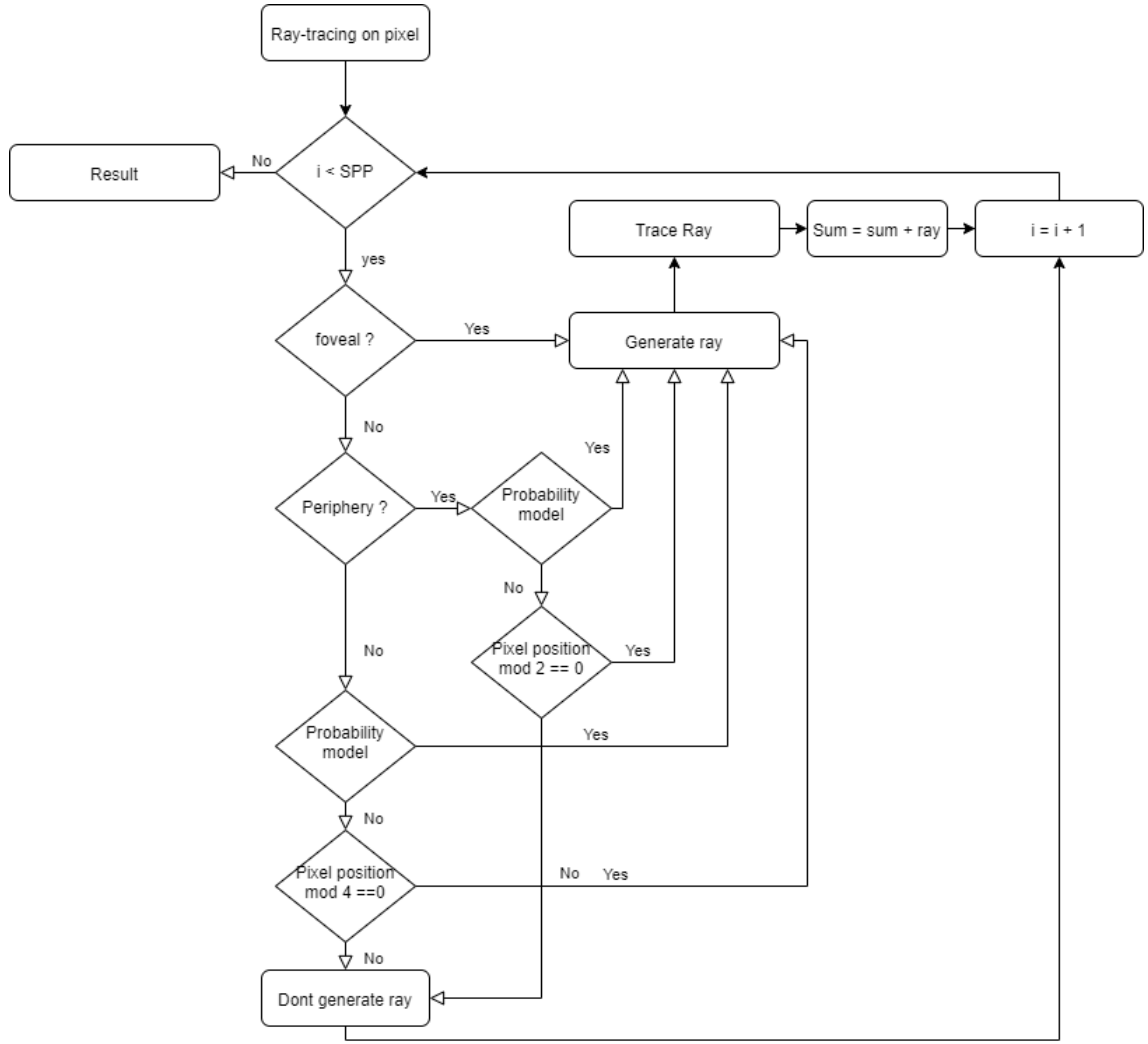 Ray-tracing on pixel
i < SPP
No
Result
yes
Trace Ray
Sum = sum + ray
i = i + 1
foveal ?
Yes
Generate ray
No
Periphery ?
Yes
Probability
model
Yes
No
Pixel position
mod 2 == 0
Yes
No
Probability
model
Yes
No
Pixel position
mod 4 ==0
No
Yes
No
Dont generate ray